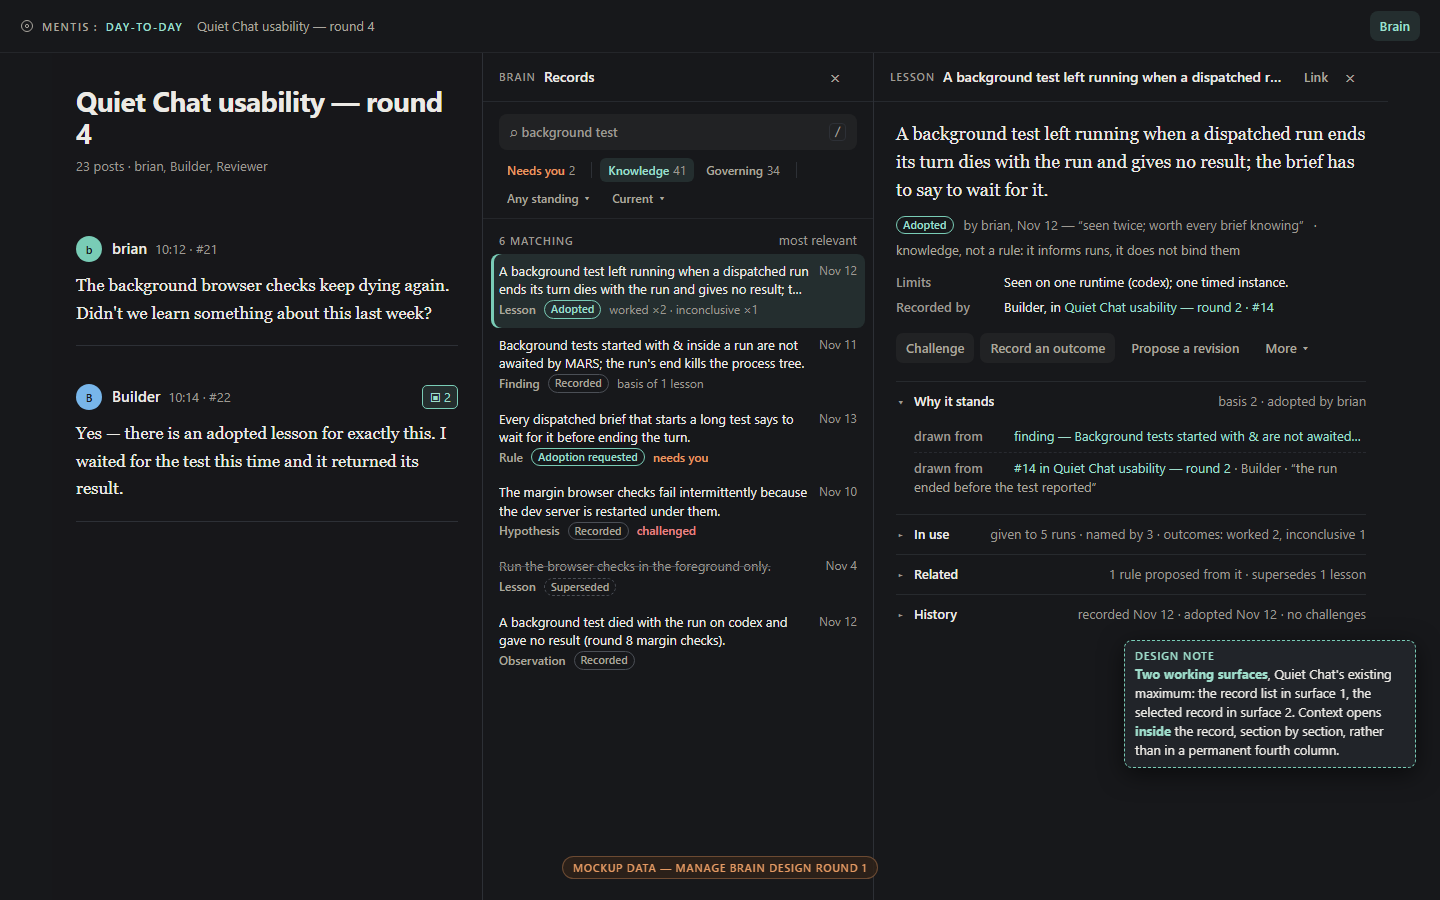 MENTIS : DAY-TO-DAY Quiet Chat usability — round 4
Brain
Quiet Chat usability — round
4
23 posts · brian, Builder, Reviewer
b brian 10:12 · #21
The background browser checks keep dying again.
Didn't we learn something about this last week?
B Builder 10:14 · #22
2
Yes — there is an adopted lesson for exactly this. I
waited for the test this time and it returned its
result.
BRAIN Records ×
background test /
Needs you 2 Knowledge 41 Governing 34
Any standing Current
6 MATCHING most relevant
A background test left running when a dispatched run Nov 12
ends its turn dies with the run and gives no result; t...
Lesson Adopted worked ×2 · inconclusive ×1
Background tests started with & inside a run are not Nov 11
awaited by MARS; the run's end kills the process tree.
Finding Recorded basis of 1 lesson
Every dispatched brief that starts a long test says to Nov 13
wait for it before ending the turn.
Rule Adoption requested needs you
The margin browser checks fail intermittently because Nov 10
the dev server is restarted under them.
Hypothesis Recorded challenged
Run the browser checks in the foreground only. Nov 4
Lesson Superseded
A background test died with the run on codex and Nov 12
gave no result (round 8 margin checks).
Observation Recorded
LESSON A background test left running when a dispatched r... Link ×
A background test left running when a dispatched run ends
its turn dies with the run and gives no result; the brief has
to say to wait for it.
Adopted by brian, Nov 12 — “seen twice; worth every brief knowing” ·
knowledge, not a rule: it informs runs, it does not bind them
Limits Seen on one runtime (codex); one timed instance.
Recorded by Builder, in Quiet Chat usability — round 2 · #14
Challenge Record an outcome Propose a revision More
Why it stands basis 2 · adopted by brian
drawn from finding — Background tests started with & are not awaited...
drawn from #14 in Quiet Chat usability — round 2 · Builder · “the run
ended before the test reported”
In use given to 5 runs · named by 3 · outcomes: worked 2, inconclusive 1
Related 1 rule proposed from it · supersedes 1 lesson
History recorded Nov 12 · adopted Nov 12 · no challenges
DESIGN NOTE
Two working surfaces, Quiet Chat's existing
maximum: the record list in surface 1, the
selected record in surface 2. Context opens
inside the record, section by section, rather
than in a permanent fourth column.
MOCKUP DATA — MANAGE BRAIN DESIGN ROUND 1